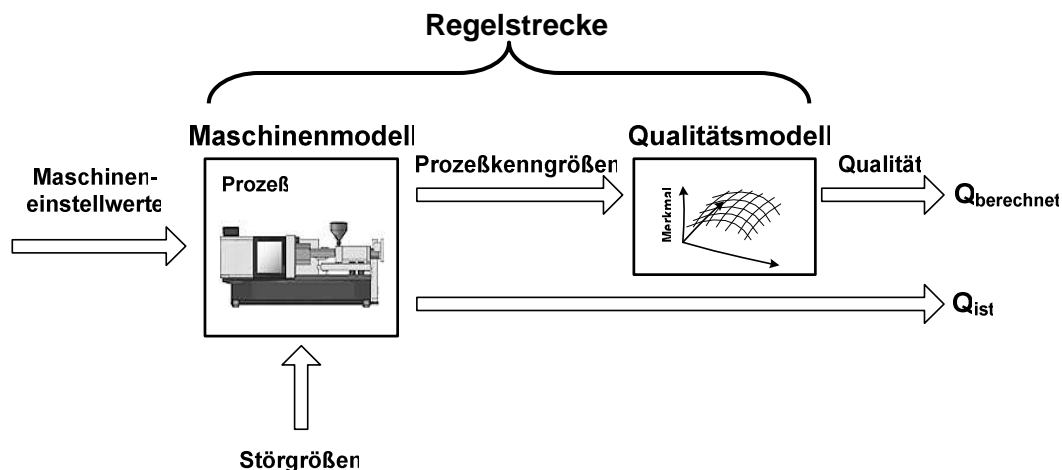 Regelstrecke
Maschinenmodell
Qualitätsmodell
Maschinen-
einstellwerte
Prozeß
Prozeßkenngrößen
Merkmal
Qualität
Qberechnet
Qist
Störgrößen